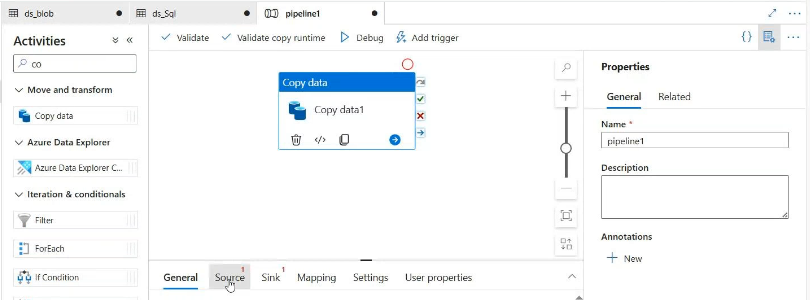 ds_blob
ds_Sql
pipeline1
Activities
Validate
Validate copy runtime
Debug
Add trigger
{}
co
Move and transform
Copy data
Azure Data Explorer
Azure Data Explorer C...
Iteration & conditionals
Filter
ForEach
If Condition
Copy data
Copy data1
</>
General
Source 1
Sink 1
Mapping
Settings
User properties
Properties
General
Related
Name *
pipeline1
Description
Annotations
New